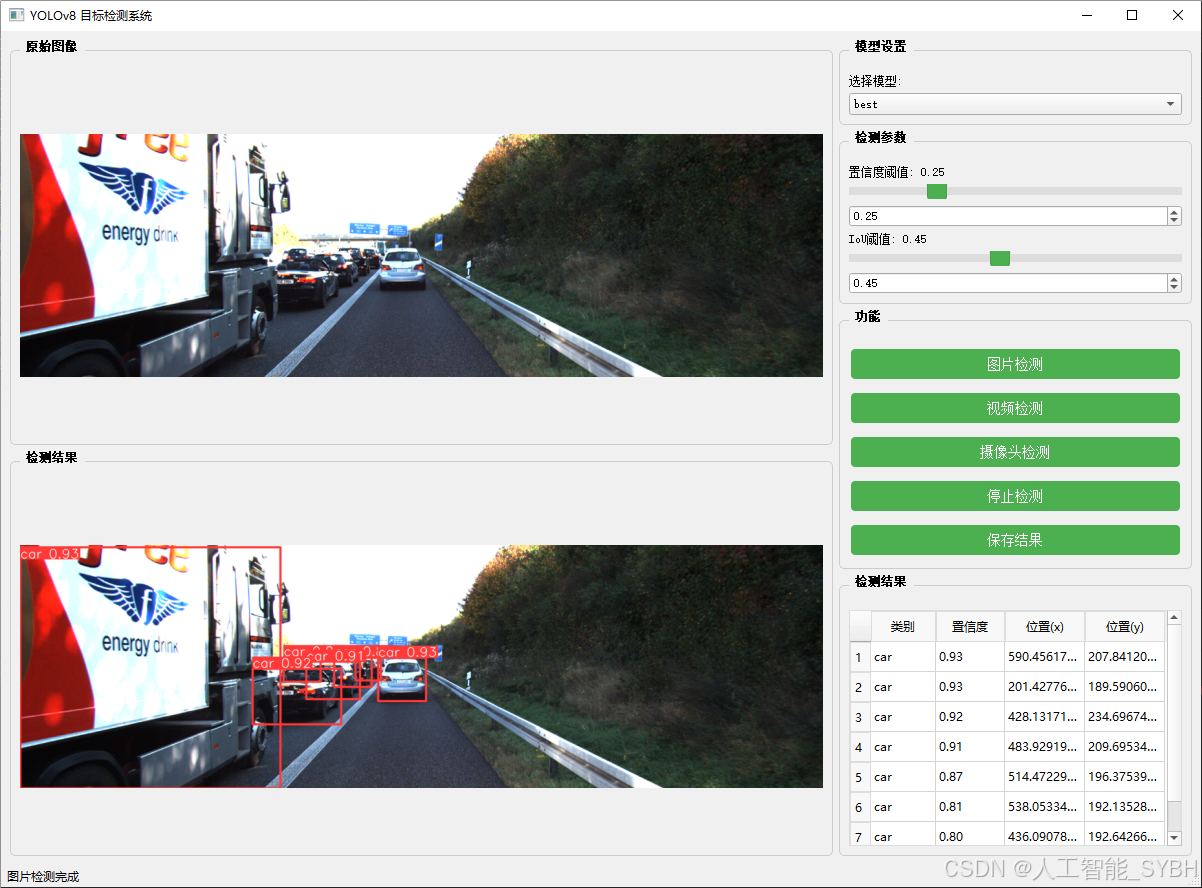 YOLOv8 目标检测系统
原始图像
energy drink
检测结果
car 0.93
energy drink
car 0.92
car 0.91
car 0.93
模型设置
选择模型:
best
检测参数
置信度阈值: 0.25
0.25
IoU阈值: 0.45
0.45
功能
图片检测
视频检测
摄像头检测
停止检测
保存结果
检测结果
类别 置信度 位置(x) 位置(y)
1 car 0.93 590.45617... 207.84120...
2 car 0.93 201.42776... 189.59060...
3 car 0.92 428.13171... 234.69674...
4 car 0.91 483.92919... 209.69534...
5 car 0.87 514.47229... 196.37539...
6 car 0.81 538.05334... 192.13528...
7 car 0.80 436.09078... 192.64266...
图片检测完成
CSDN @人工智能_SYBH